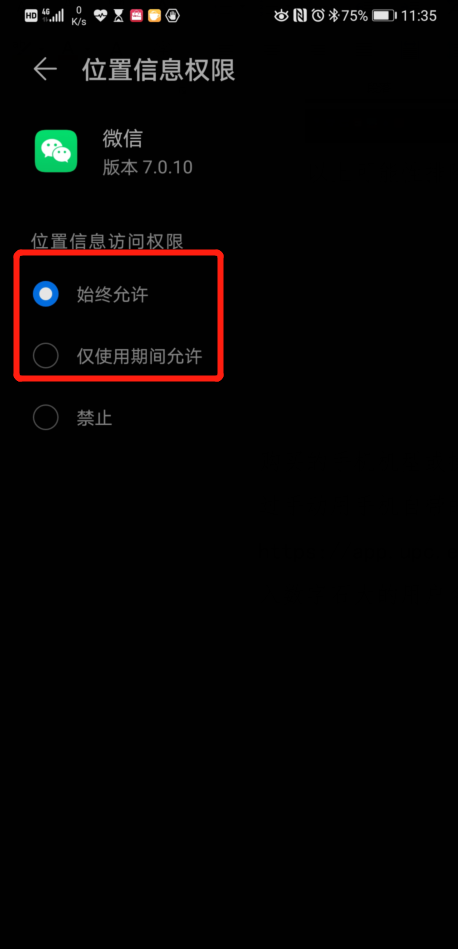 HD 4G 0 K/s 75% 11:35
位置信息权限
微信
版本 7.0.10
位置信息访问权限
始终允许
仅使用期间允许
禁止